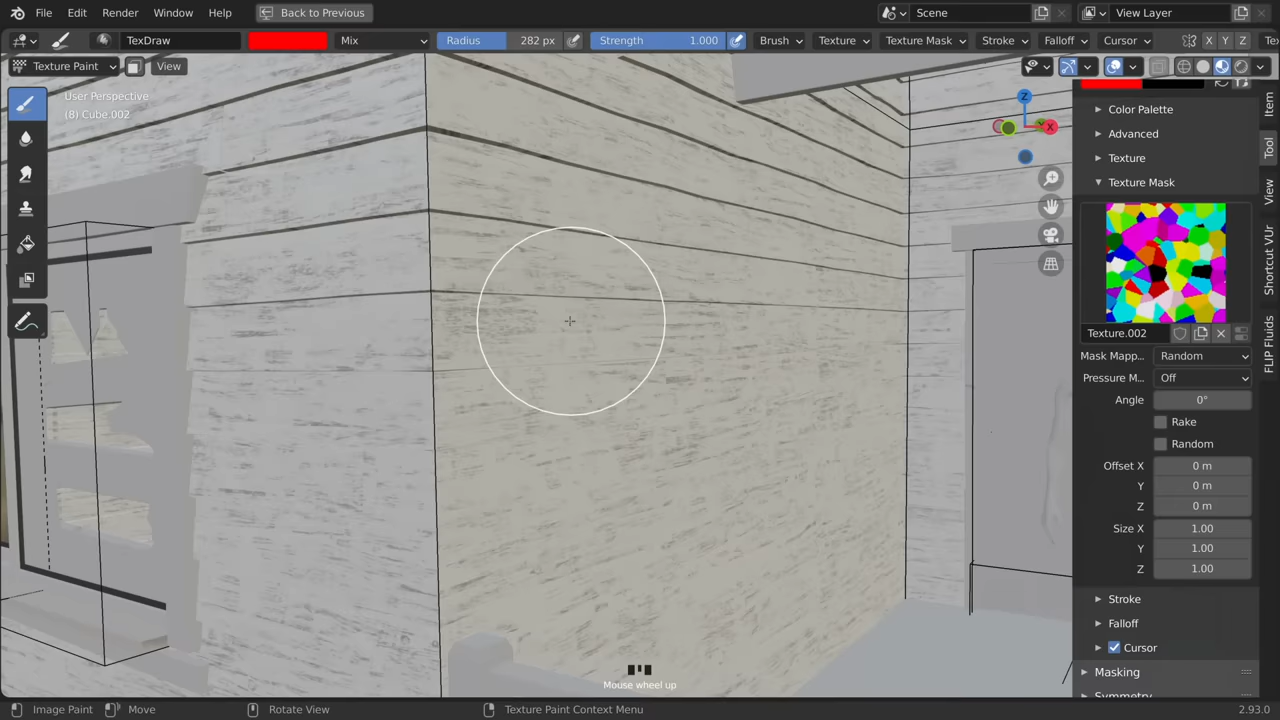 File Edit Render Window Help Back to Previous Scene View Layer
TexDraw Mix Radius 282 px Strength 1.000 Brush Texture Texture Mask Stroke Falloff Cursor X Y Z Te
Texture Paint View
User Perspective
(8) Cube.002
Z
Y
X
Color Palette
Advanced
Texture
Texture Mask
Texture.002
Mask Mapp... Random
Pressure M... Off
Angle 0°
Rake
Random
Offset X 0 m
Y 0 m
Z 0 m
Size X 1.00
Y 1.00
Z 1.00
Stroke
Falloff
Cursor
Masking
Symmetry
Item
Tool
View
Shortcut VUr
FLIP Fluids
Mouse wheel up
Image Paint Move Rotate View Texture Paint Context Menu 2.93.0